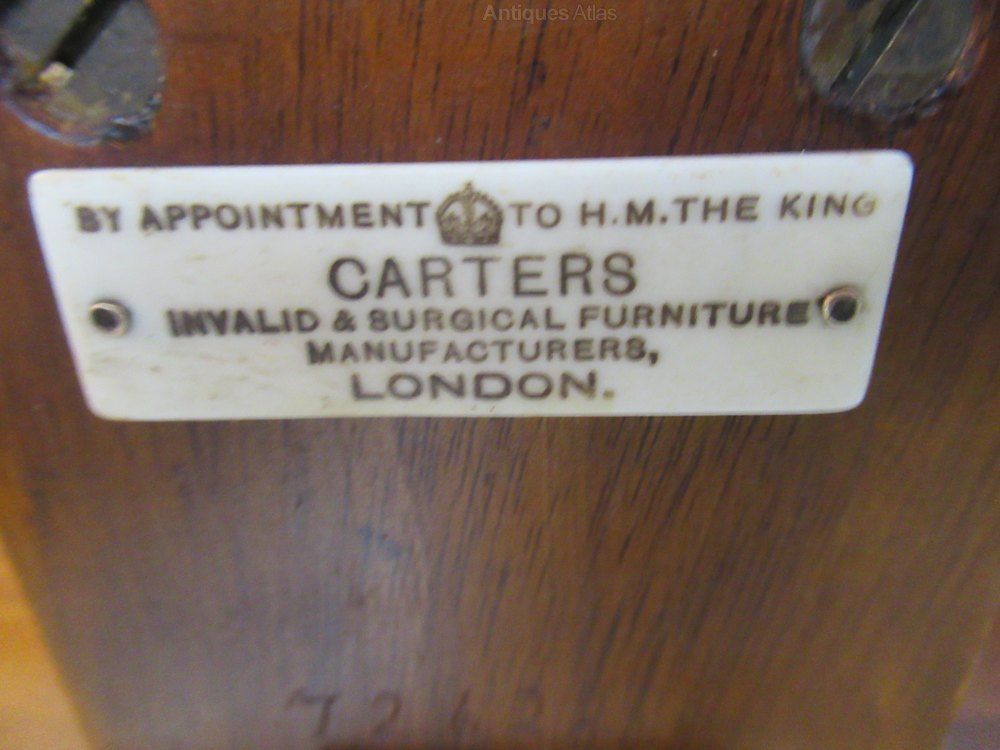 Antiques Atlas
BY APPOINTMENT TO H.M. THE KING
CARTERS
INVALID & SURGICAL FURNITURE
MANUFACTURERS,
LONDON.